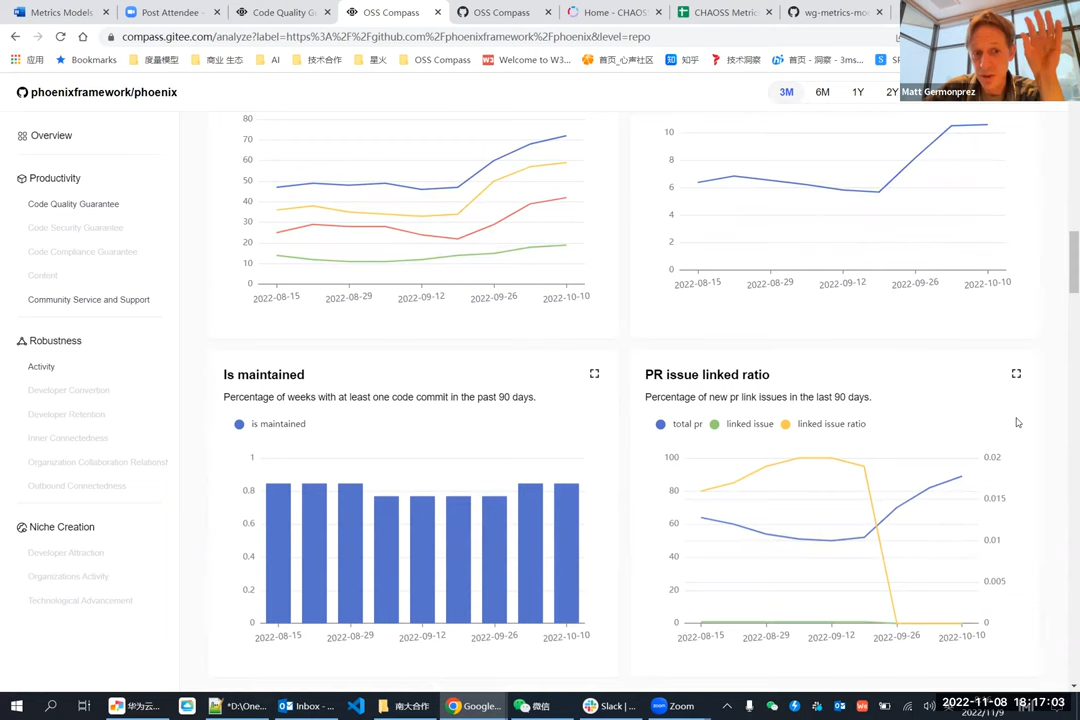 Metrics Models
Post Attendee -
Code Quality G
OSS Compass
OSS Compass
Home - CHAOS
CHAOSS Metric
wg-metrics-mo
compass.gitee.com/analyze?label=https%3A%2F%2Fgithub.com%2Fphoenixframework%2Fphoenix&level=repo
应用
Bookmarks
度量模型
商业 生态
AI
技术合作
星火
OSS Compass
Welcome to W3...
首页_心声社区
知乎
技术洞察
首页 - 洞察 - 3ms...
Matt Germonprez
phoenixframework/phoenix
3M
6M
1Y
2Y
Overview
Productivity
Code Quality Guarantee
Code Security Guarantee
Code Compliance Guarantee
Content
Community Service and Support
Robustness
Activity
Developer Convertion
Developer Retention
Inner Connectedness
Organization Collaboration Relationst
Outbound Connectedness
Niche Creation
Developer Attraction
Organizations Activity
Technological Advancement
80
70
60
50
40
30
20
10
0
2022-08-15 2022-08-29 2022-09-12 2022-09-26 2022-10-10
10
8
6
4
2
0
2022-08-15 2022-08-29 2022-09-12 2022-09-26 2022-10-10
Is maintained
Percentage of weeks with at least one code commit in the past 90 days.
is maintained
1
0.8
0.6
0.4
0.2
0
2022-08-15 2022-08-29 2022-09-12 2022-09-26 2022-10-10
PR issue linked ratio
Percentage of new pr link issues in the last 90 days.
total pr linked issue linked issue ratio
100 0.02
80 0.015
60
40 0.01
20 0.005
0 0
2022-08-15 2022-08-29 2022-09-12 2022-09-26 2022-10-10
华为云...
*D:\One...
Inbox - ...
南大合作
Google...
微信
Slack | ...
Zoom
2022-11-08 18:17:03
2022/11/9